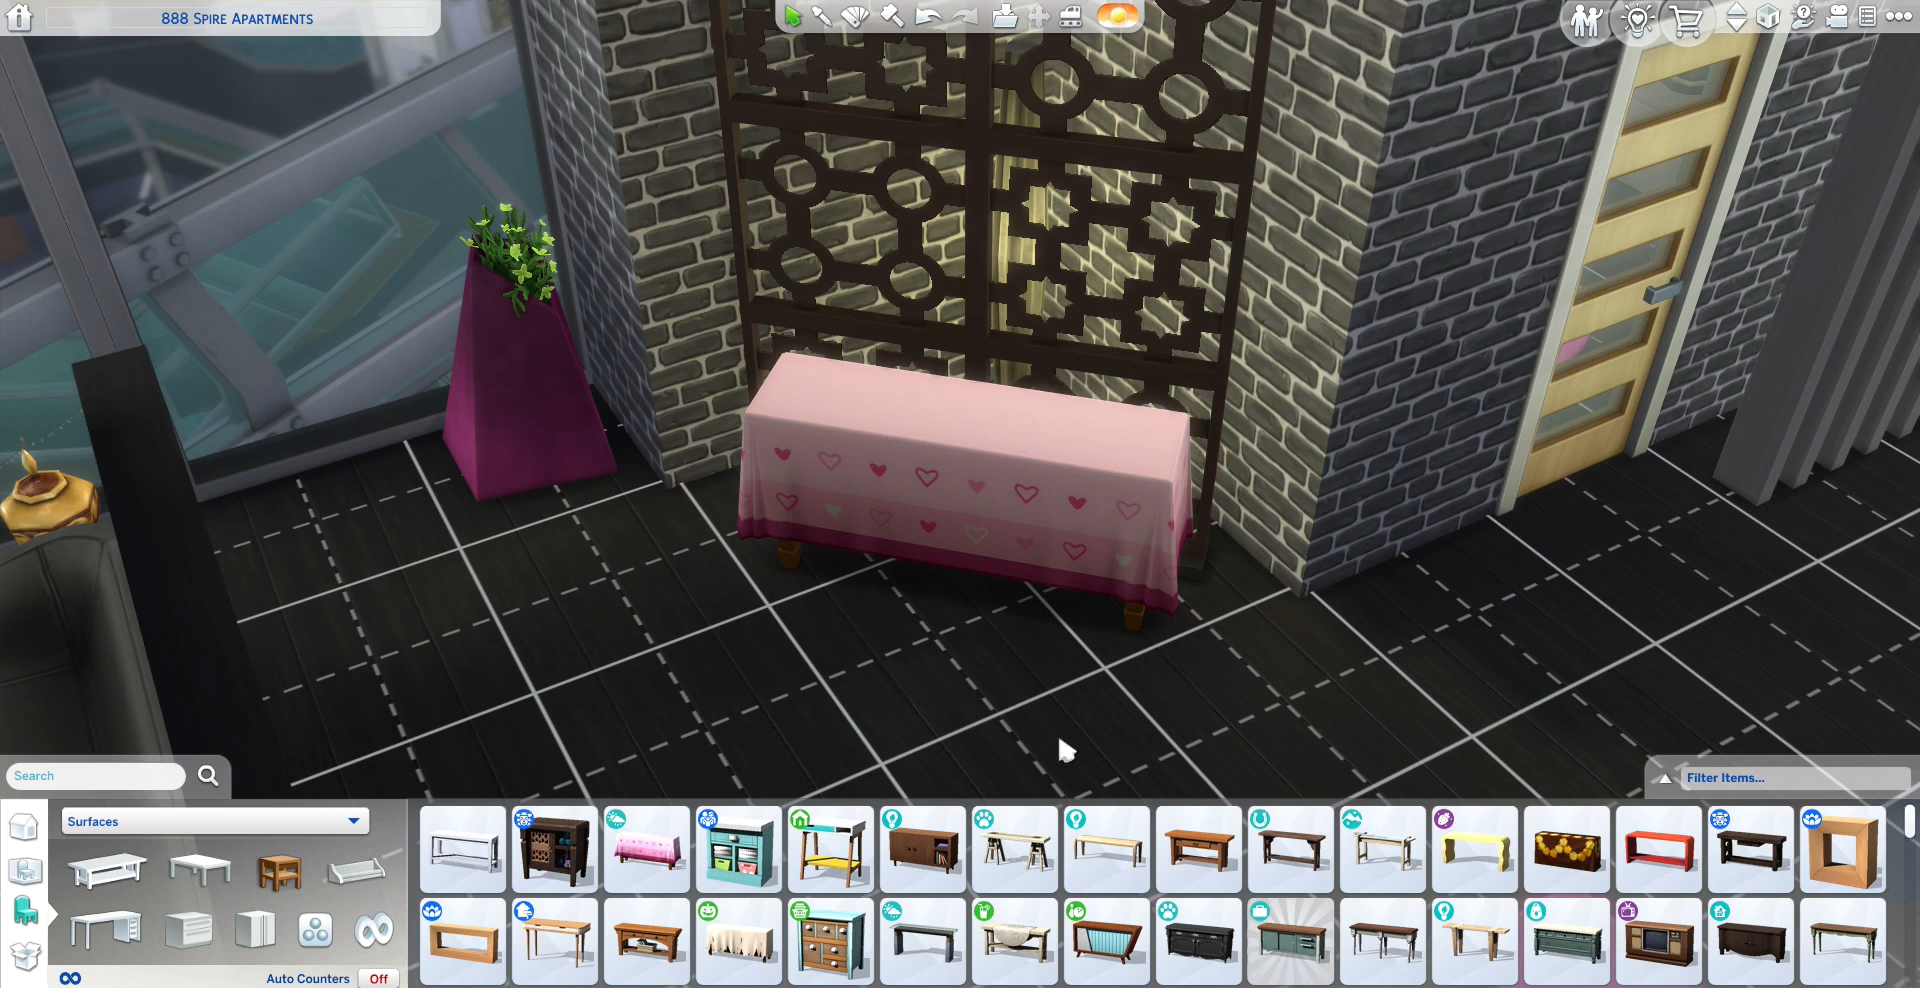 888 Spire Apartments
Search
Filter Items...
Surfaces
Auto Counters Off